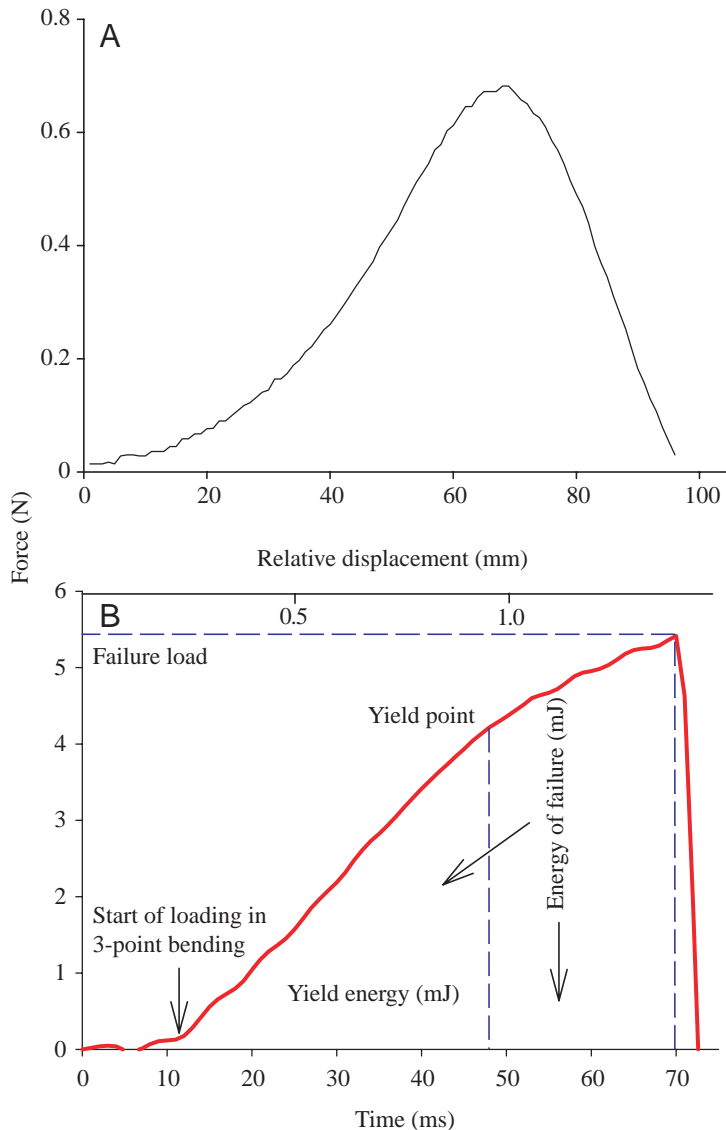 0.8
A
0.6
0.4
0.2
0
0 20 40 60 80 100
Relative displacement (mm)
Force (N)
6
B
0.5 1.0
Failure load
5
Yield point
4
Energy of failure (mJ)
3
2
Start of loading in
3-point bending
1
Yield energy (mJ)
0
0 10 20 30 40 50 60 70
Time (ms)